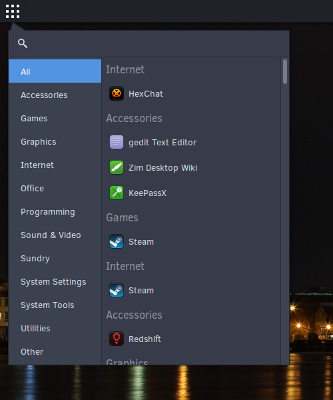 All
Accessories
Games
Graphics
Internet
Office
Programming
Sound & Video
Sundry
System Settings
System Tools
Utilities
Other
Internet
HexChat
Accessories
gedit Text Editor
Zim Desktop Wiki
KeePassX
Games
Steam
Internet
Steam
Accessories
Redshift
Graphics